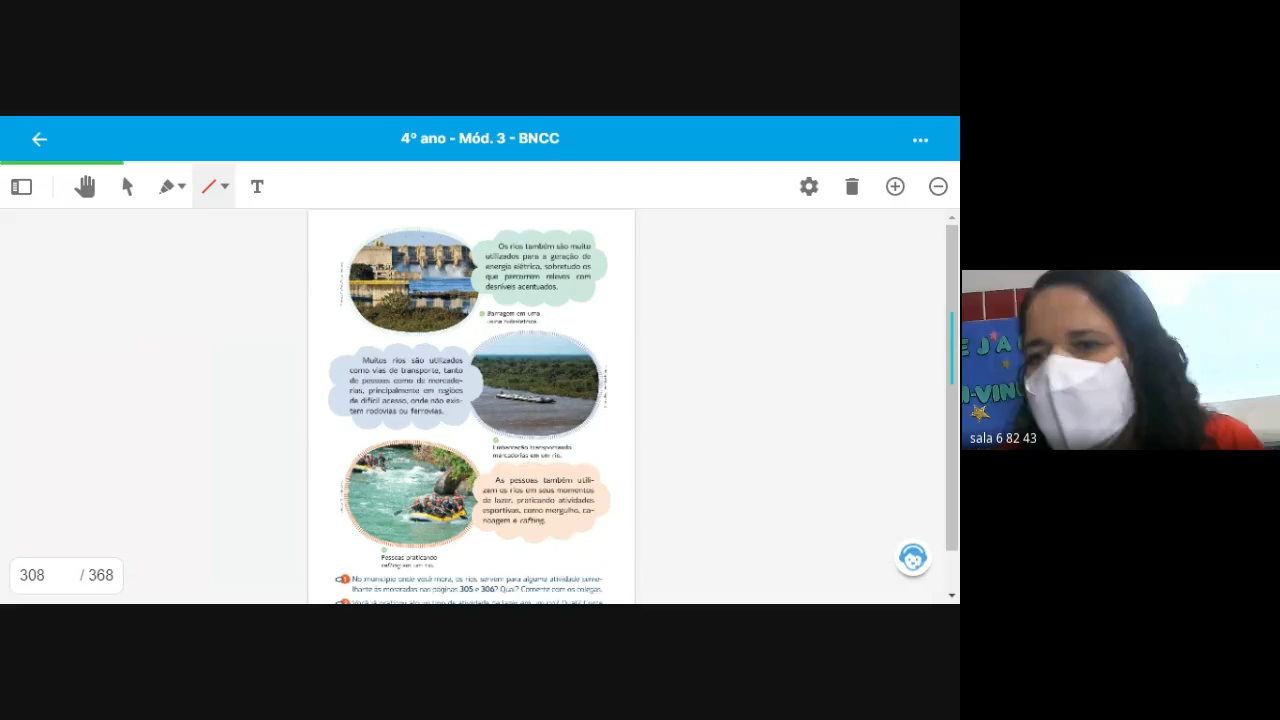 4º ano - Mód. 3 - BNCC
T
Os rios também são muito
utilizados para a geração de
energia elétrica, sobretudo os
que percorrem relevos com
desníveis acentuados.
Barragem em uma
usina hidrelétrica.
Muitos rios são utilizados
como vias de transporte, tanto
de pessoas como de mercado-
rias, principalmente em regiões
de difícil acesso, onde não exis-
tem rodovias ou ferrovias.
Embarcação transportando
mercadorias em um rio.
As pessoas também utili-
zam os rios em seus momentos
de lazer, praticando atividades
esportivas, como mergulho, ca-
noagem e rafting.
Pessoas praticando
rafting em um rio.
1 No município onde você mora, os rios servem para alguma atividade seme-
lhante às mostradas nas páginas 305 e 306? Qual? Comente com os colegas.
308 / 368
E JÁ
-VIN
sala 6 82 43